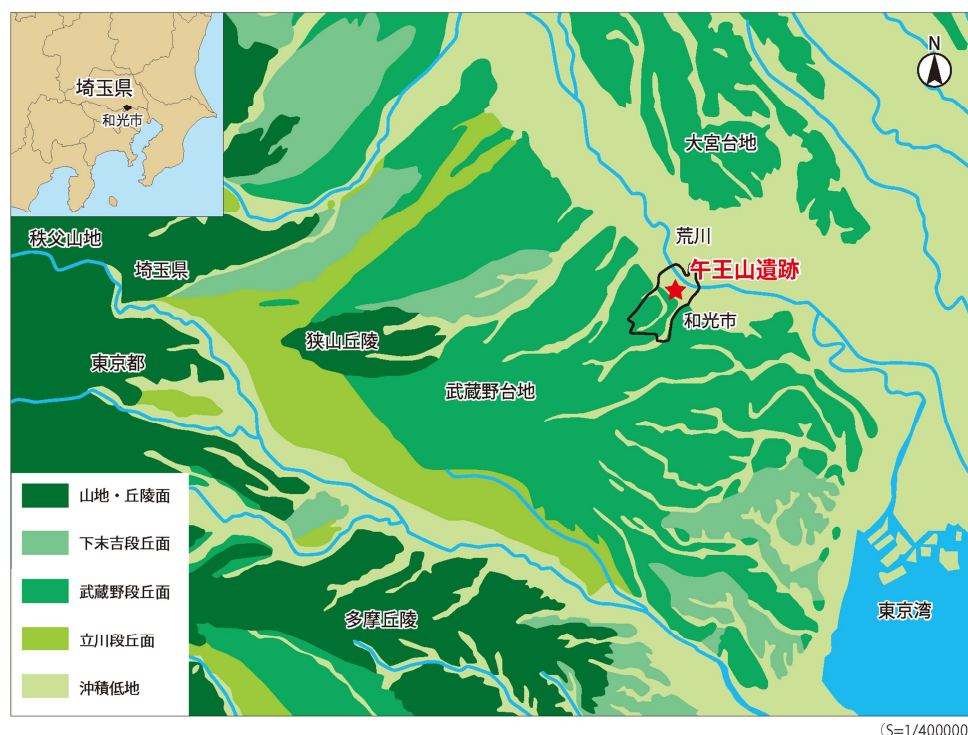 埼玉県
和光市
N
大宮台地
秩父山地
埼玉県
荒川
午王山遺跡
和光市
狭山丘陵
東京都
武蔵野台地
山地・丘陵面
下末吉段丘面
武蔵野段丘面
立川段丘面
沖積低地
多摩丘陵
東京湾
（S=1/400000